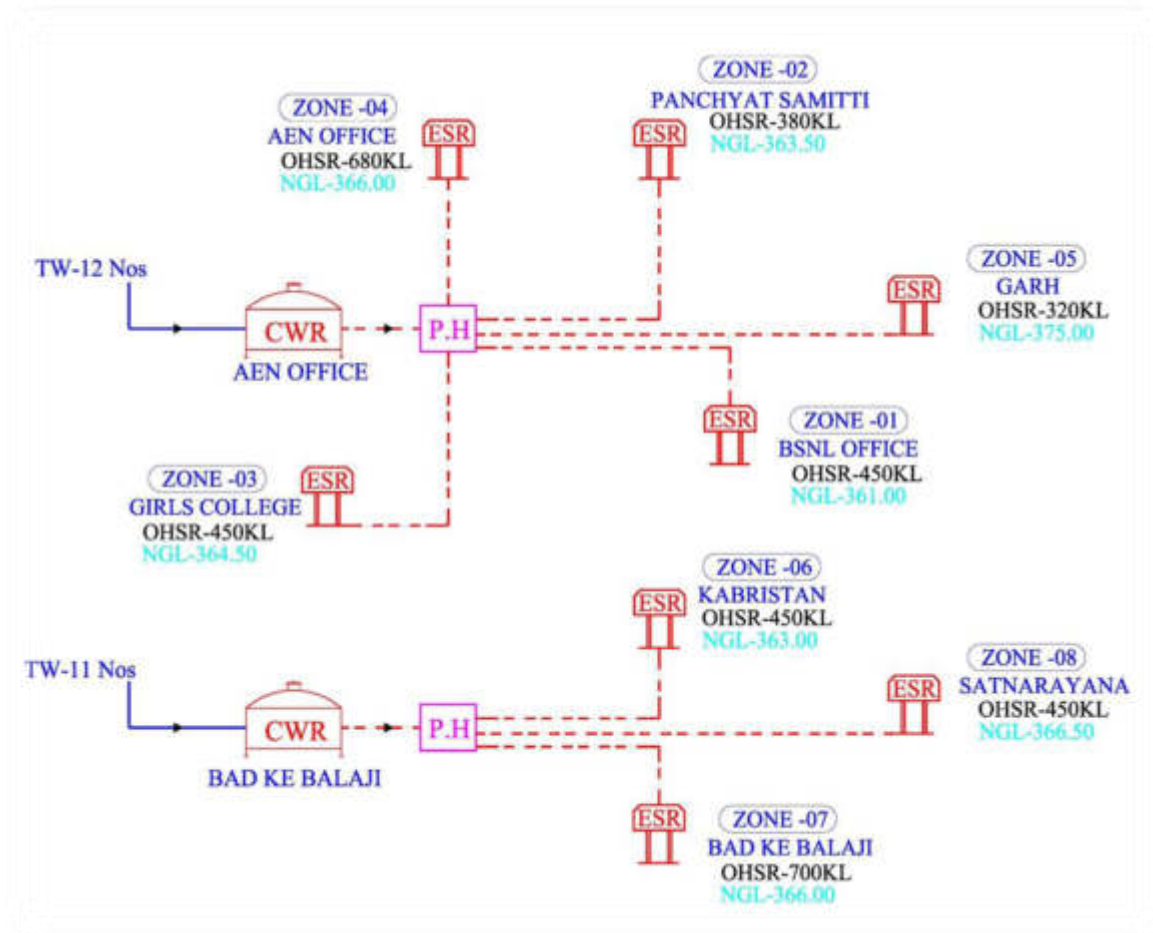 ZONE -02
PANCHYAT SAMITTI
OHSR-380KL
NGL-363.50
ZONE -04
AEN OFFICE
OHSR-680KL
NGL-366.00
ESR
ESR
TW-12 Nos
CWR
AEN OFFICE
P.H
ESR
ZONE -05
GARH
OHSR-320KL
NGL-375.00
ESR
ZONE -01
BSNL OFFICE
OHSR-450KL
NGL-361.00
ZONE -03
GIRLS COLLEGE
OHSR-450KL
NGL-364.50
ESR
ESR
ZONE -06
KABRISTAN
OHSR-450KL
NGL-363.00
TW-11 Nos
CWR
BAD KE BALAJI
P.H
ESR
ZONE -08
SATNARAYANA
OHSR-450KL
NGL-366.50
ESR
ZONE -07
BAD KE BALAJI
OHSR-700KL
NGL-366.00